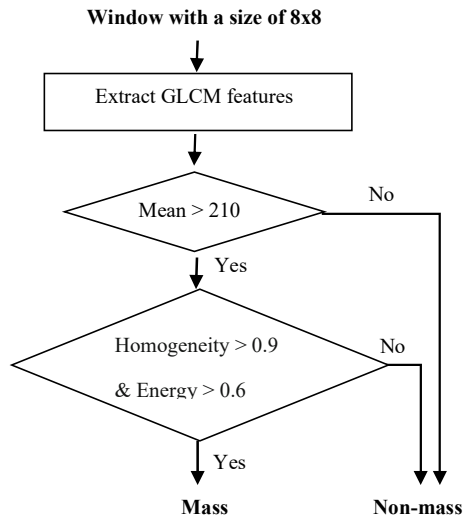 Window with a size of 8x8
Extract GLCM features
Mean > 210
No
Yes
Homogeneity > 0.9
No
& Energy > 0.6
Yes
Mass
Non-mass